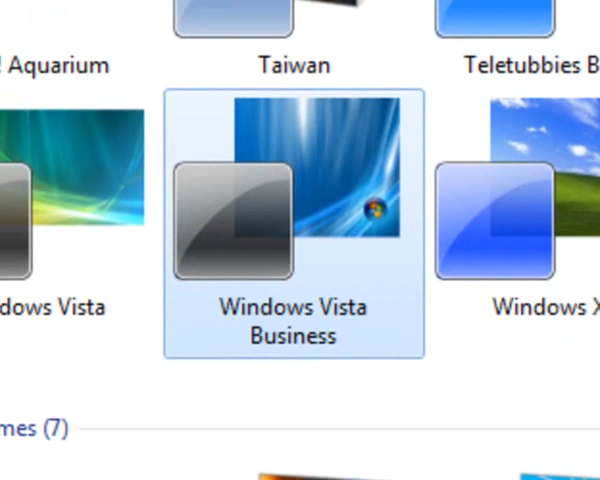 ! Aquarium
Taiwan
Teletubbies B
dows Vista
Windows Vista
Business
Windows X
mes (7)